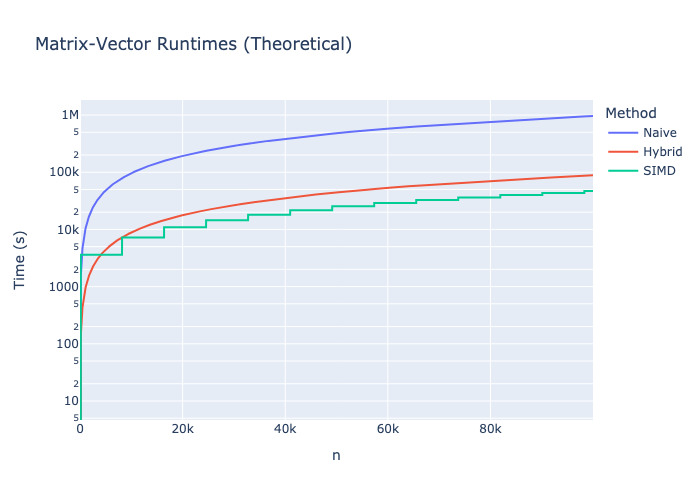 Matrix-Vector Runtimes (Theoretical)
Method
Naive
Hybrid
SIMD
Time (s)
1M
5
2
100k
5
2
10k
5
2
1000
5
2
100
5
2
10
5
0
20k
40k
60k
80k
n